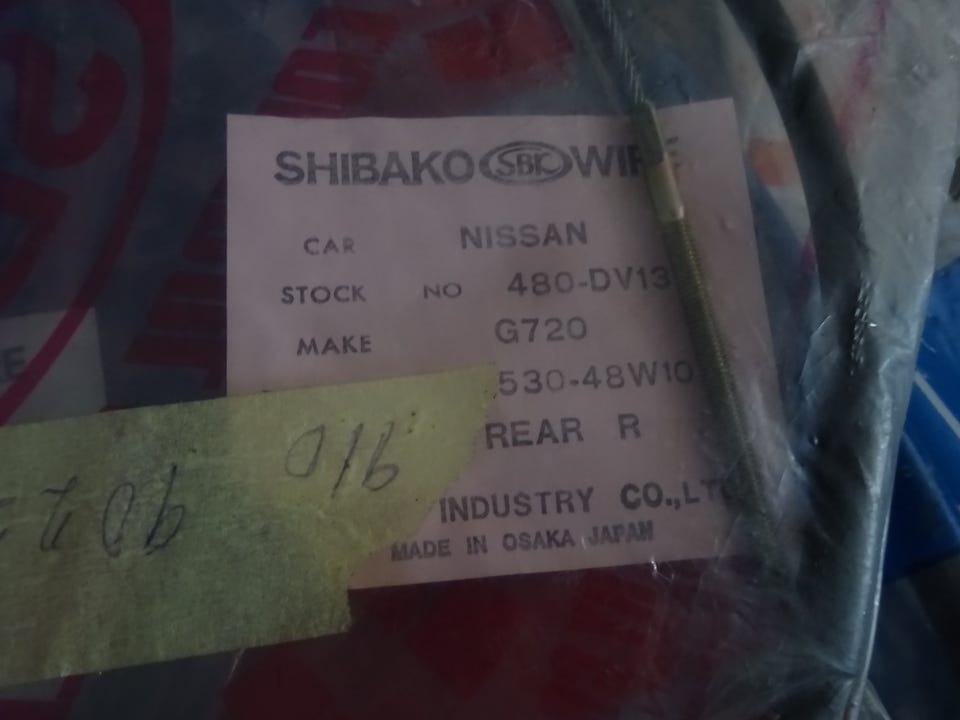 SHIBAKO SBK WIRE
CAR NISSAN
STOCK NO 480-DV13
MAKE G720
530-48W10
REAR R
INDUSTRY CO.,LT
MADE IN OSAKA JAPAN
910